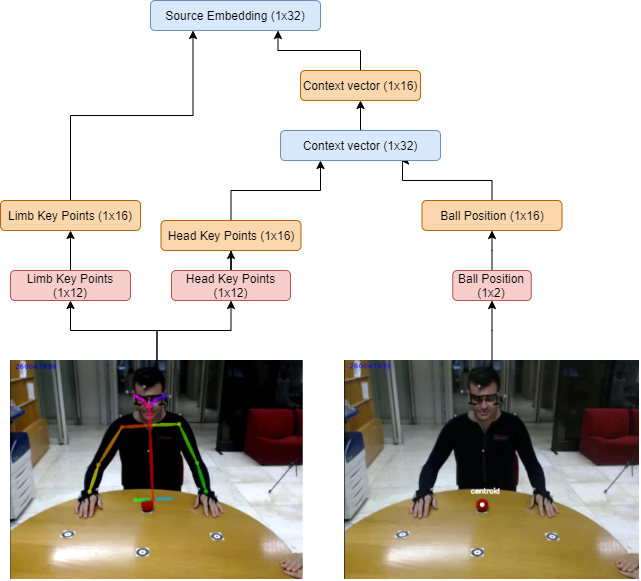 Source Embedding (1x32)
Context vector (1x16)
Context vector (1x32)
Limb Key Points (1x16)
Head Key Points (1x16)
Ball Position (1x16)
Limb Key Points
(1x12)
Head Key Points
(1x12)
Ball Position
(1x2)
centroid